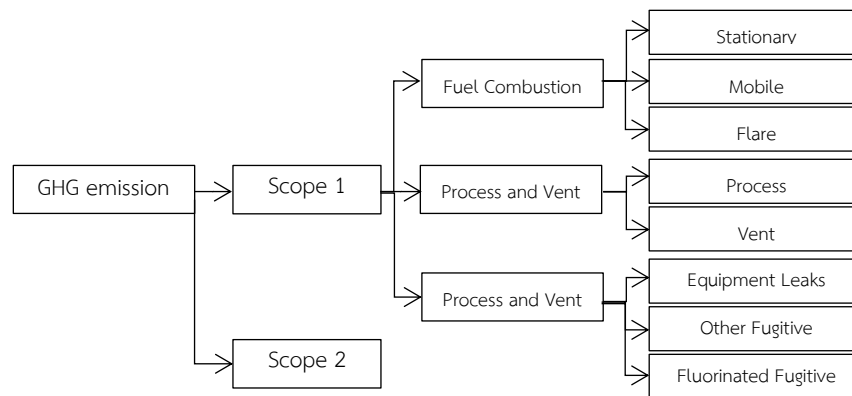 Stationary
Fuel Combustion
Mobile
Flare
GHG emission
Scope 1
Process and Vent
Process
Vent
Process and Vent
Equipment Leaks
Other Fugitive
Scope 2
Fluorinated Fugitive